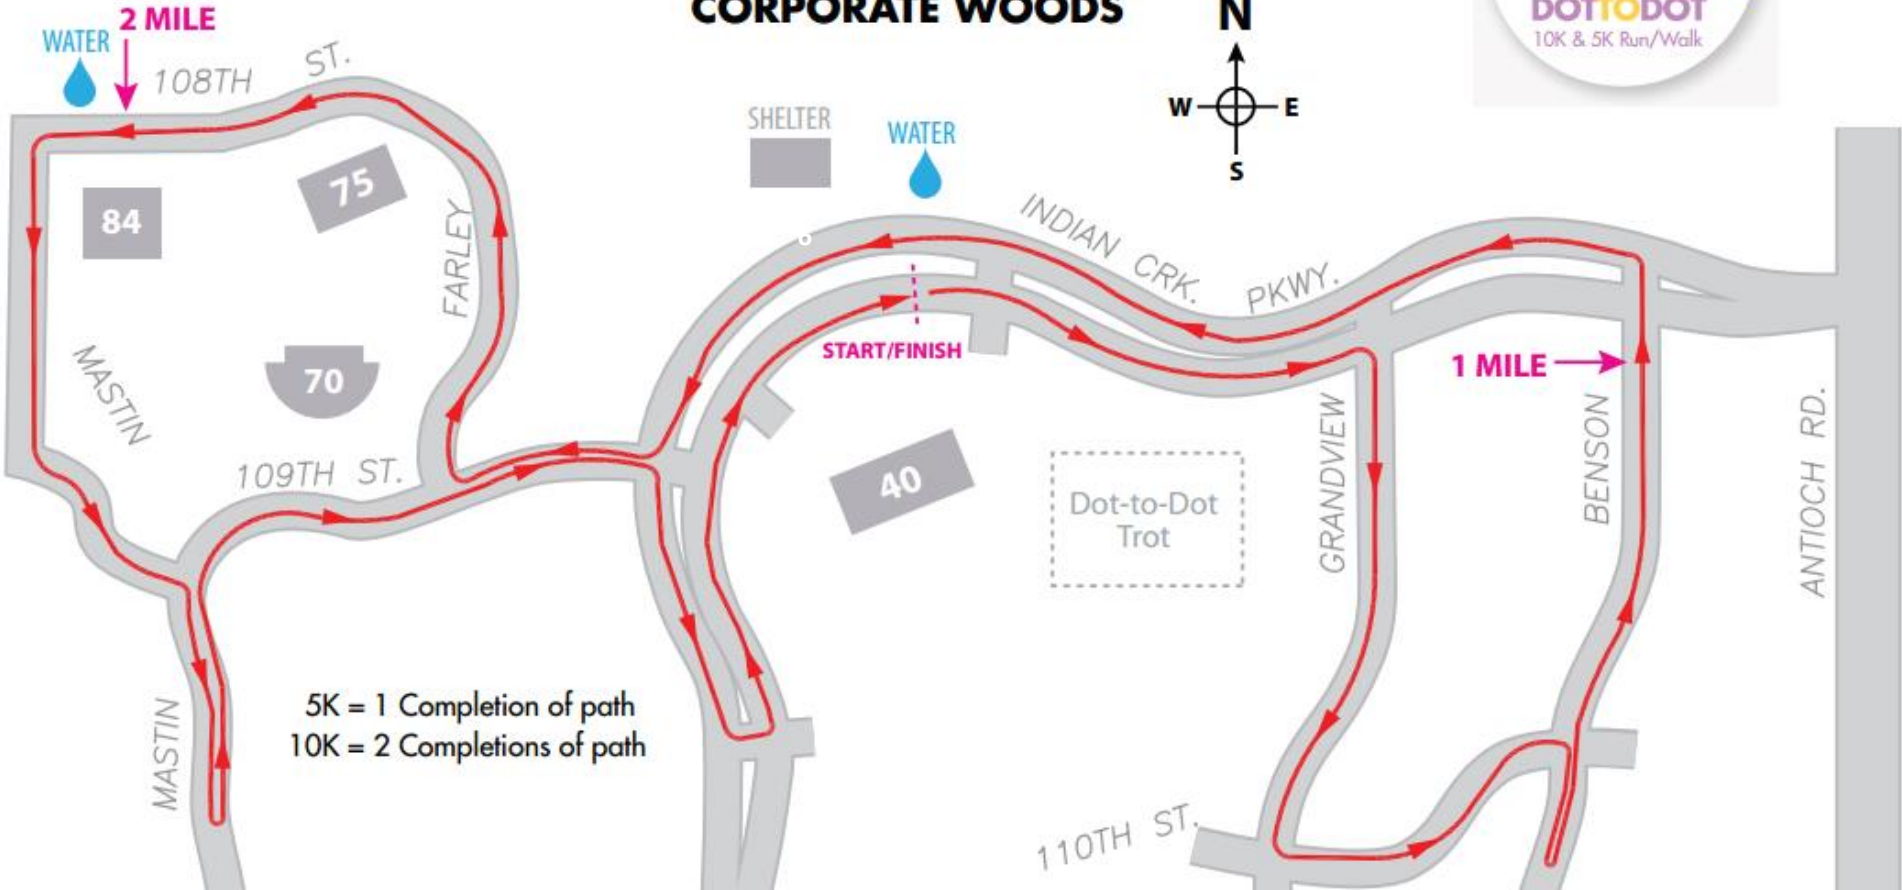 CORPORATE WOODS
DOTTODOT
10K & 5K Run/Walk
N
W
E
S
2 MILE
WATER
108TH ST.
SHELTER
WATER
84
75
FARLEY
INDIAN CRK. PKWY.
MASTIN
70
START/FINISH
1 MILE
109TH ST.
40
Dot-to-Dot
Trot
GRANDVIEW
BENSON
ANTIOCH RD.
5K = 1 Completion of path
10K = 2 Completions of path
MASTIN
110TH ST.